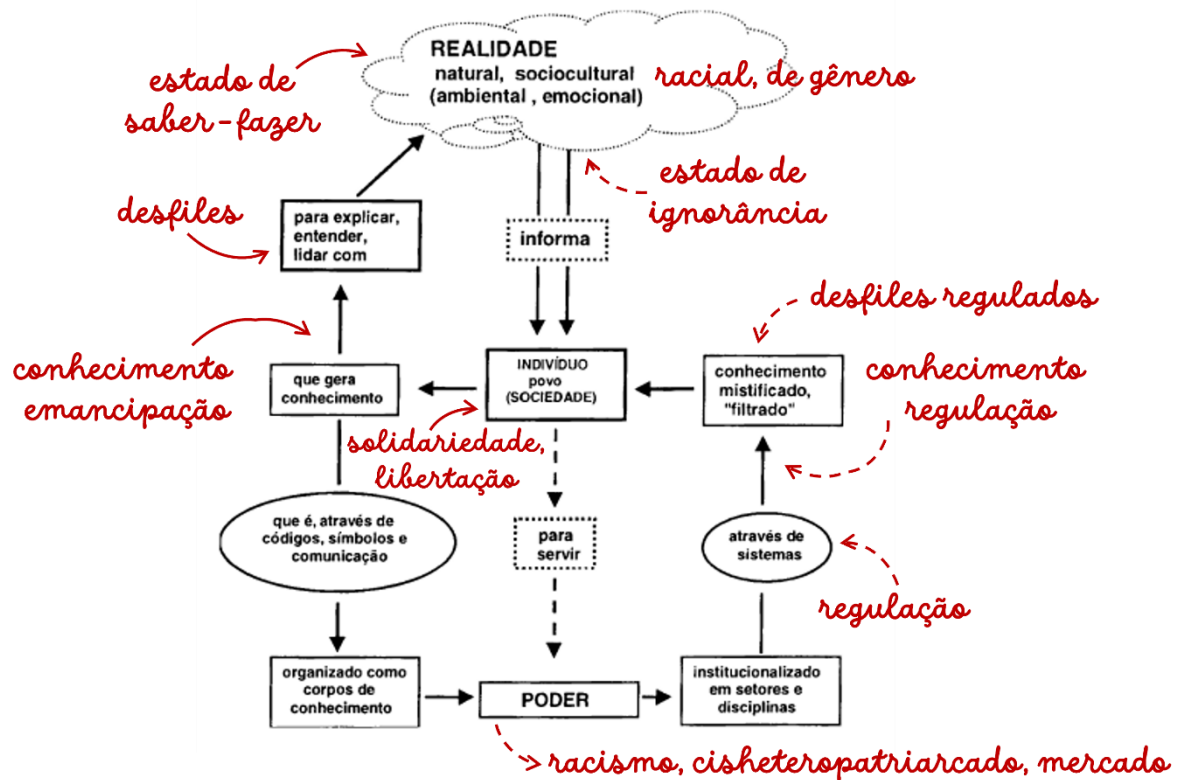 REALIDADE
natural, sociocultural
(ambiental , emocional)
racial, de gênero
estado de
saber-fazer
estado de
ignorância
desfiles
para explicar,
entender,
lidar com
informa
desfiles regulados
conhecimento
emancipação
que gera
conhecimento
INDIVÍDUO
povo
(SOCIEDADE)
conhecimento
mistificado,
"filtrado"
conhecimento
regulação
solidariedade,
libertação
que é, através de
códigos, símbolos e
comunicação
para
servir
através de
sistemas
regulação
organizado como
corpos de
conhecimento
PODER
institucionalizado
em setores e
disciplinas
racismo, cisheteropatriarcado, mercado